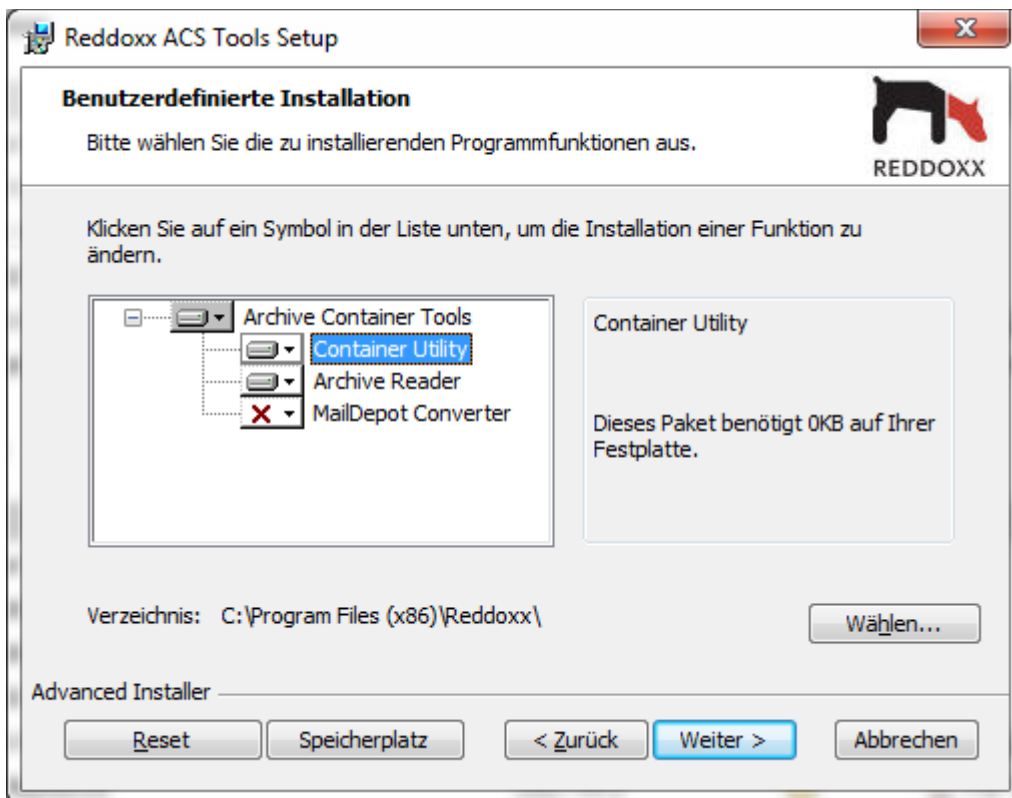 Reddoxx ACS Tools Setup
Benutzerdefinierte Installation
Bitte wählen Sie die zu installierenden Programmfunktionen aus.
REDDOXX
Klicken Sie auf ein Symbol in der Liste unten, um die Installation einer Funktion zu
ändern.
Archive Container Tools
Container Utility
Archive Reader
MailDepot Converter
Container Utility
Dieses Paket benötigt 0KB auf Ihrer
Festplatte.
Verzeichnis: C:\Program Files (x86)\Reddoxx\
Wählen...
Advanced Installer
Reset
Speicherplatz
< Zurück
Weiter >
Abbrechen